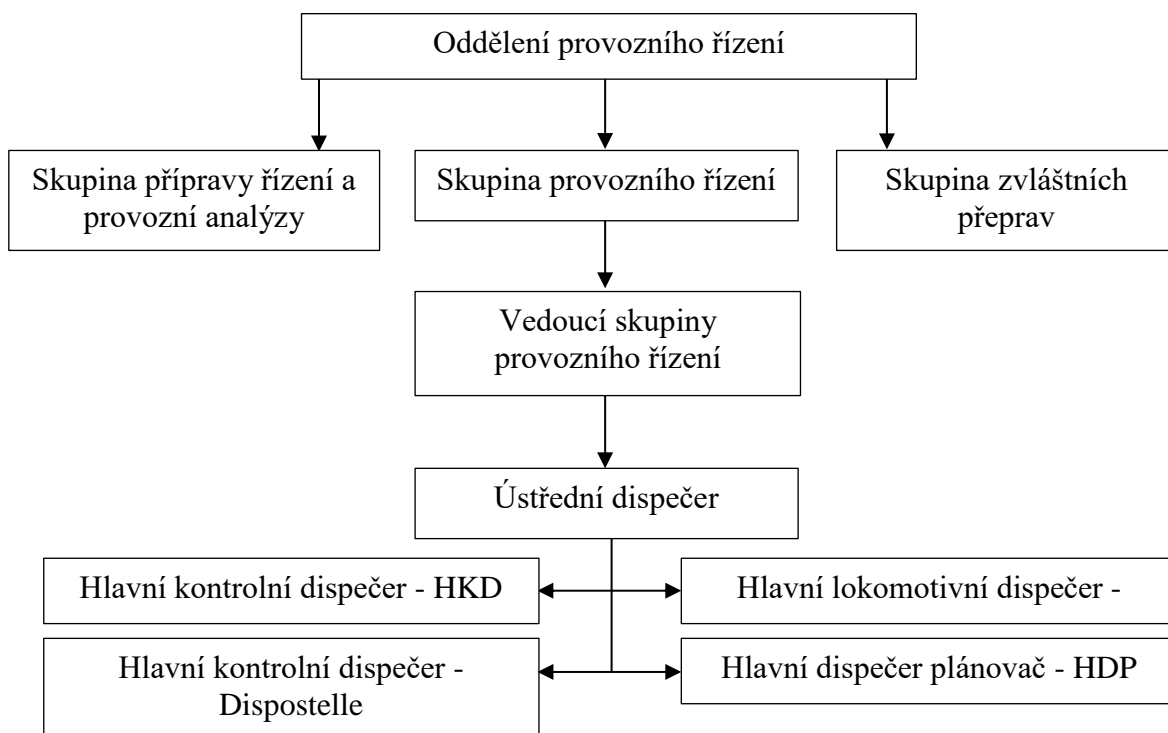 Oddělení provozního řízení
Skupina přípravy řízení a
provozní analýzy
Skupina provozního řízení
Skupina zvláštních
přeprav
Vedoucí skupiny
provozního řízení
Ústřední dispečer
Hlavní kontrolní dispečer - HKD
Hlavní lokomotivní dispečer -
Hlavní kontrolní dispečer -
Dispostelle
Hlavní dispečer plánovač - HDP